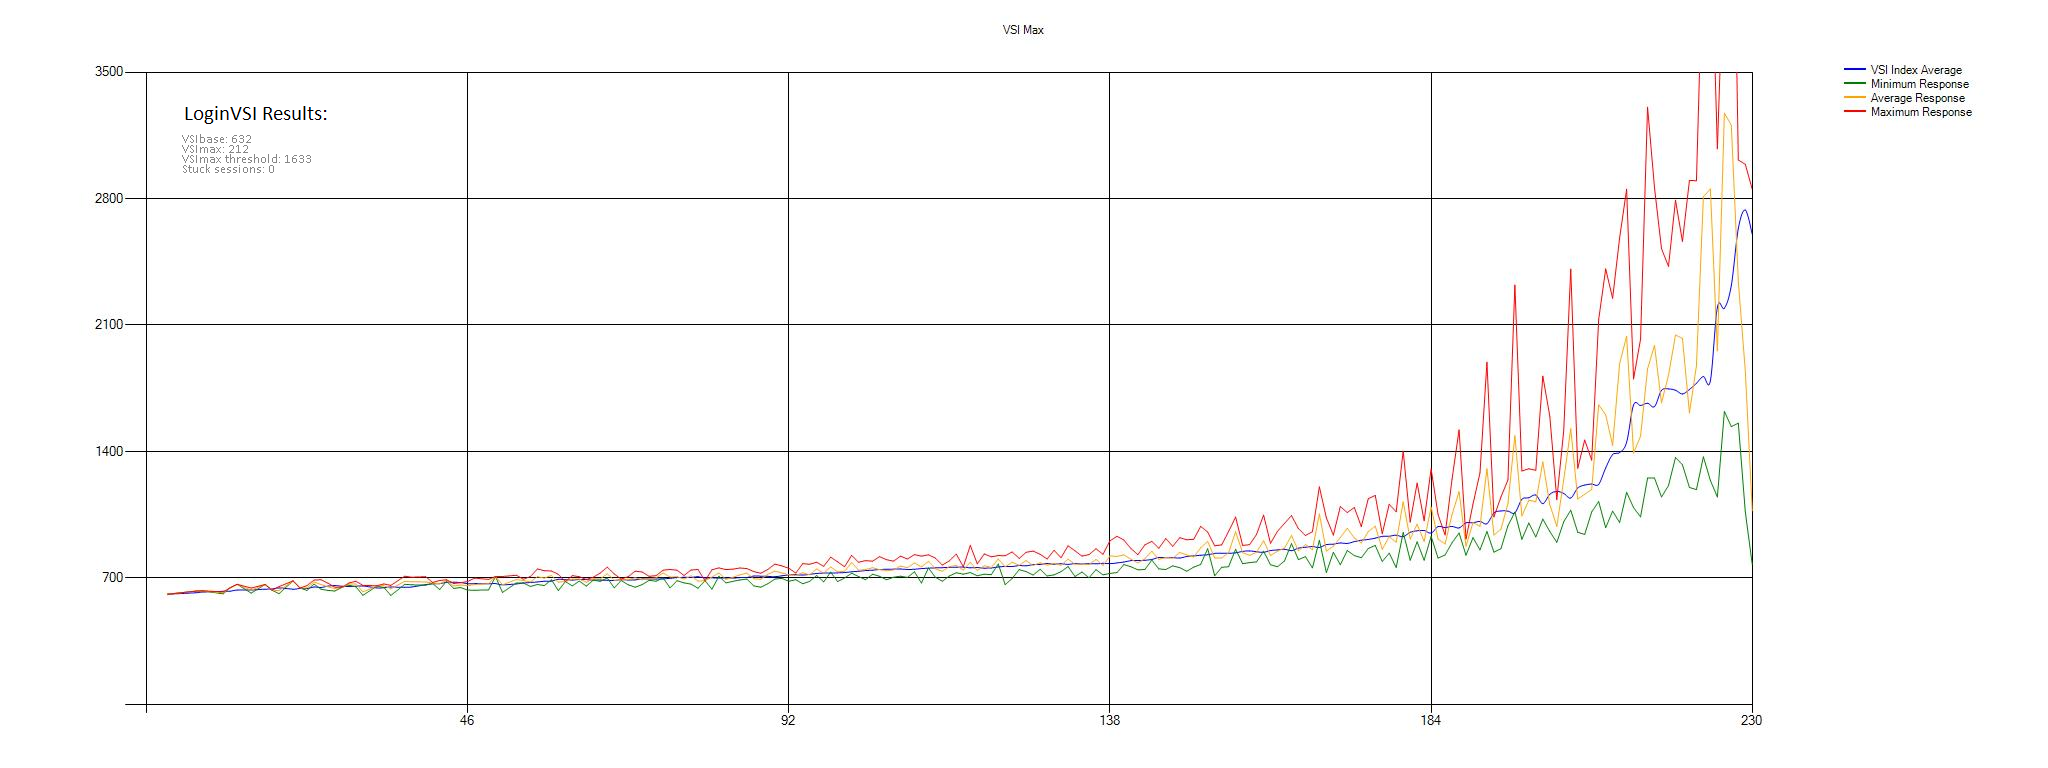 VSI Max
3500
2800
2100
1400
700
46
92
138
184
230
LoginVSI Results:
VSIbase: 632
VSImax: 212
VSImax threshold: 1633
Stuck sessions: 0
VSI Index Average
Minimum Response
Average Response
Maximum Response